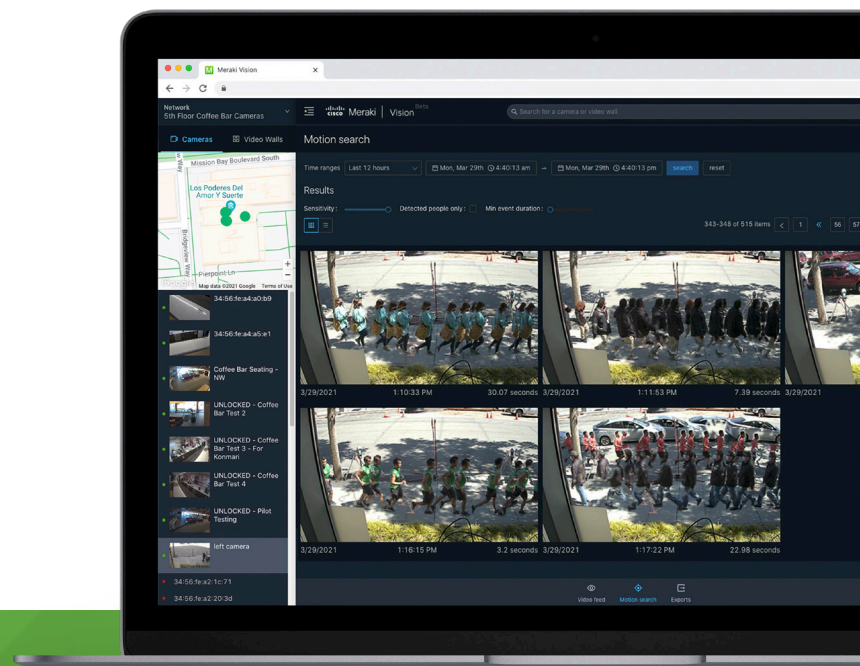 Meraki Vision
Network
5th Floor Coffee Bar Cameras
CISCO Meraki | Vision Beta
Search for a camera or video wall
Cameras
Video Walls
Motion search
Mission Bay Boulevard South
Los Poderes Del
Amor Y Suerte
Bridgeview Way
Pierpoint Ln
Google
Map data ©2021 Google Terms of Use
Time ranges Last 12 hours Mon, Mar 29th 4:40:13 am → Mon, Mar 29th 4:40:13 pm search reset
Results
Sensitivity: Detected people only: Min event duration:
343-348 of 515 items < 1 « 56 57
34:56:fe:a4:a0:b9
34:56:fe:a4:a5:e1
Coffee Bar Seating -
NW
UNLOCKED - Coffee
Bar Test 2
UNLOCKED - Coffee
Bar Test 3 - For
Konmari
UNLOCKED - Coffee
Bar Test 4
UNLOCKED - Pilot
Testing
left camera
34:56:fe:a2:1c:71
34:56:fe:a2:20:3d
3/29/2021 1:10:33 PM 30.07 seconds
3/29/2021 1:11:53 PM 7.39 seconds
3/29/2021
3/29/2021 1:16:15 PM 3.2 seconds
3/29/2021 1:17:22 PM 22.98 seconds
Video feed
Motion search
Exports